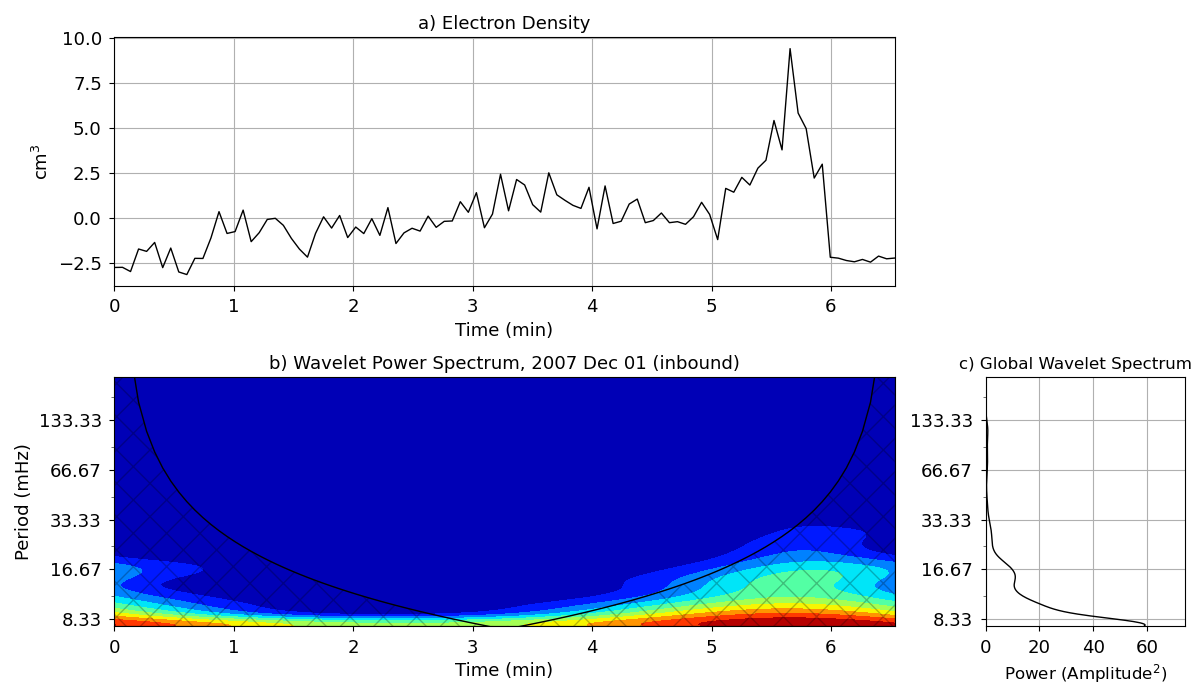 a) Electron Density
10.0
7.5
5.0
2.5
0.0
−2.5
cm³
0 1 2 3 4 5 6
Time (min)
b) Wavelet Power Spectrum, 2007 Dec 01 (inbound)
133.33
66.67
33.33
16.67
8.33
Period (mHz)
0 1 2 3 4 5 6
Time (min)
c) Global Wavelet Spectrum
133.33
66.67
33.33
16.67
8.33
0 20 40 60
Power (Amplitude²)